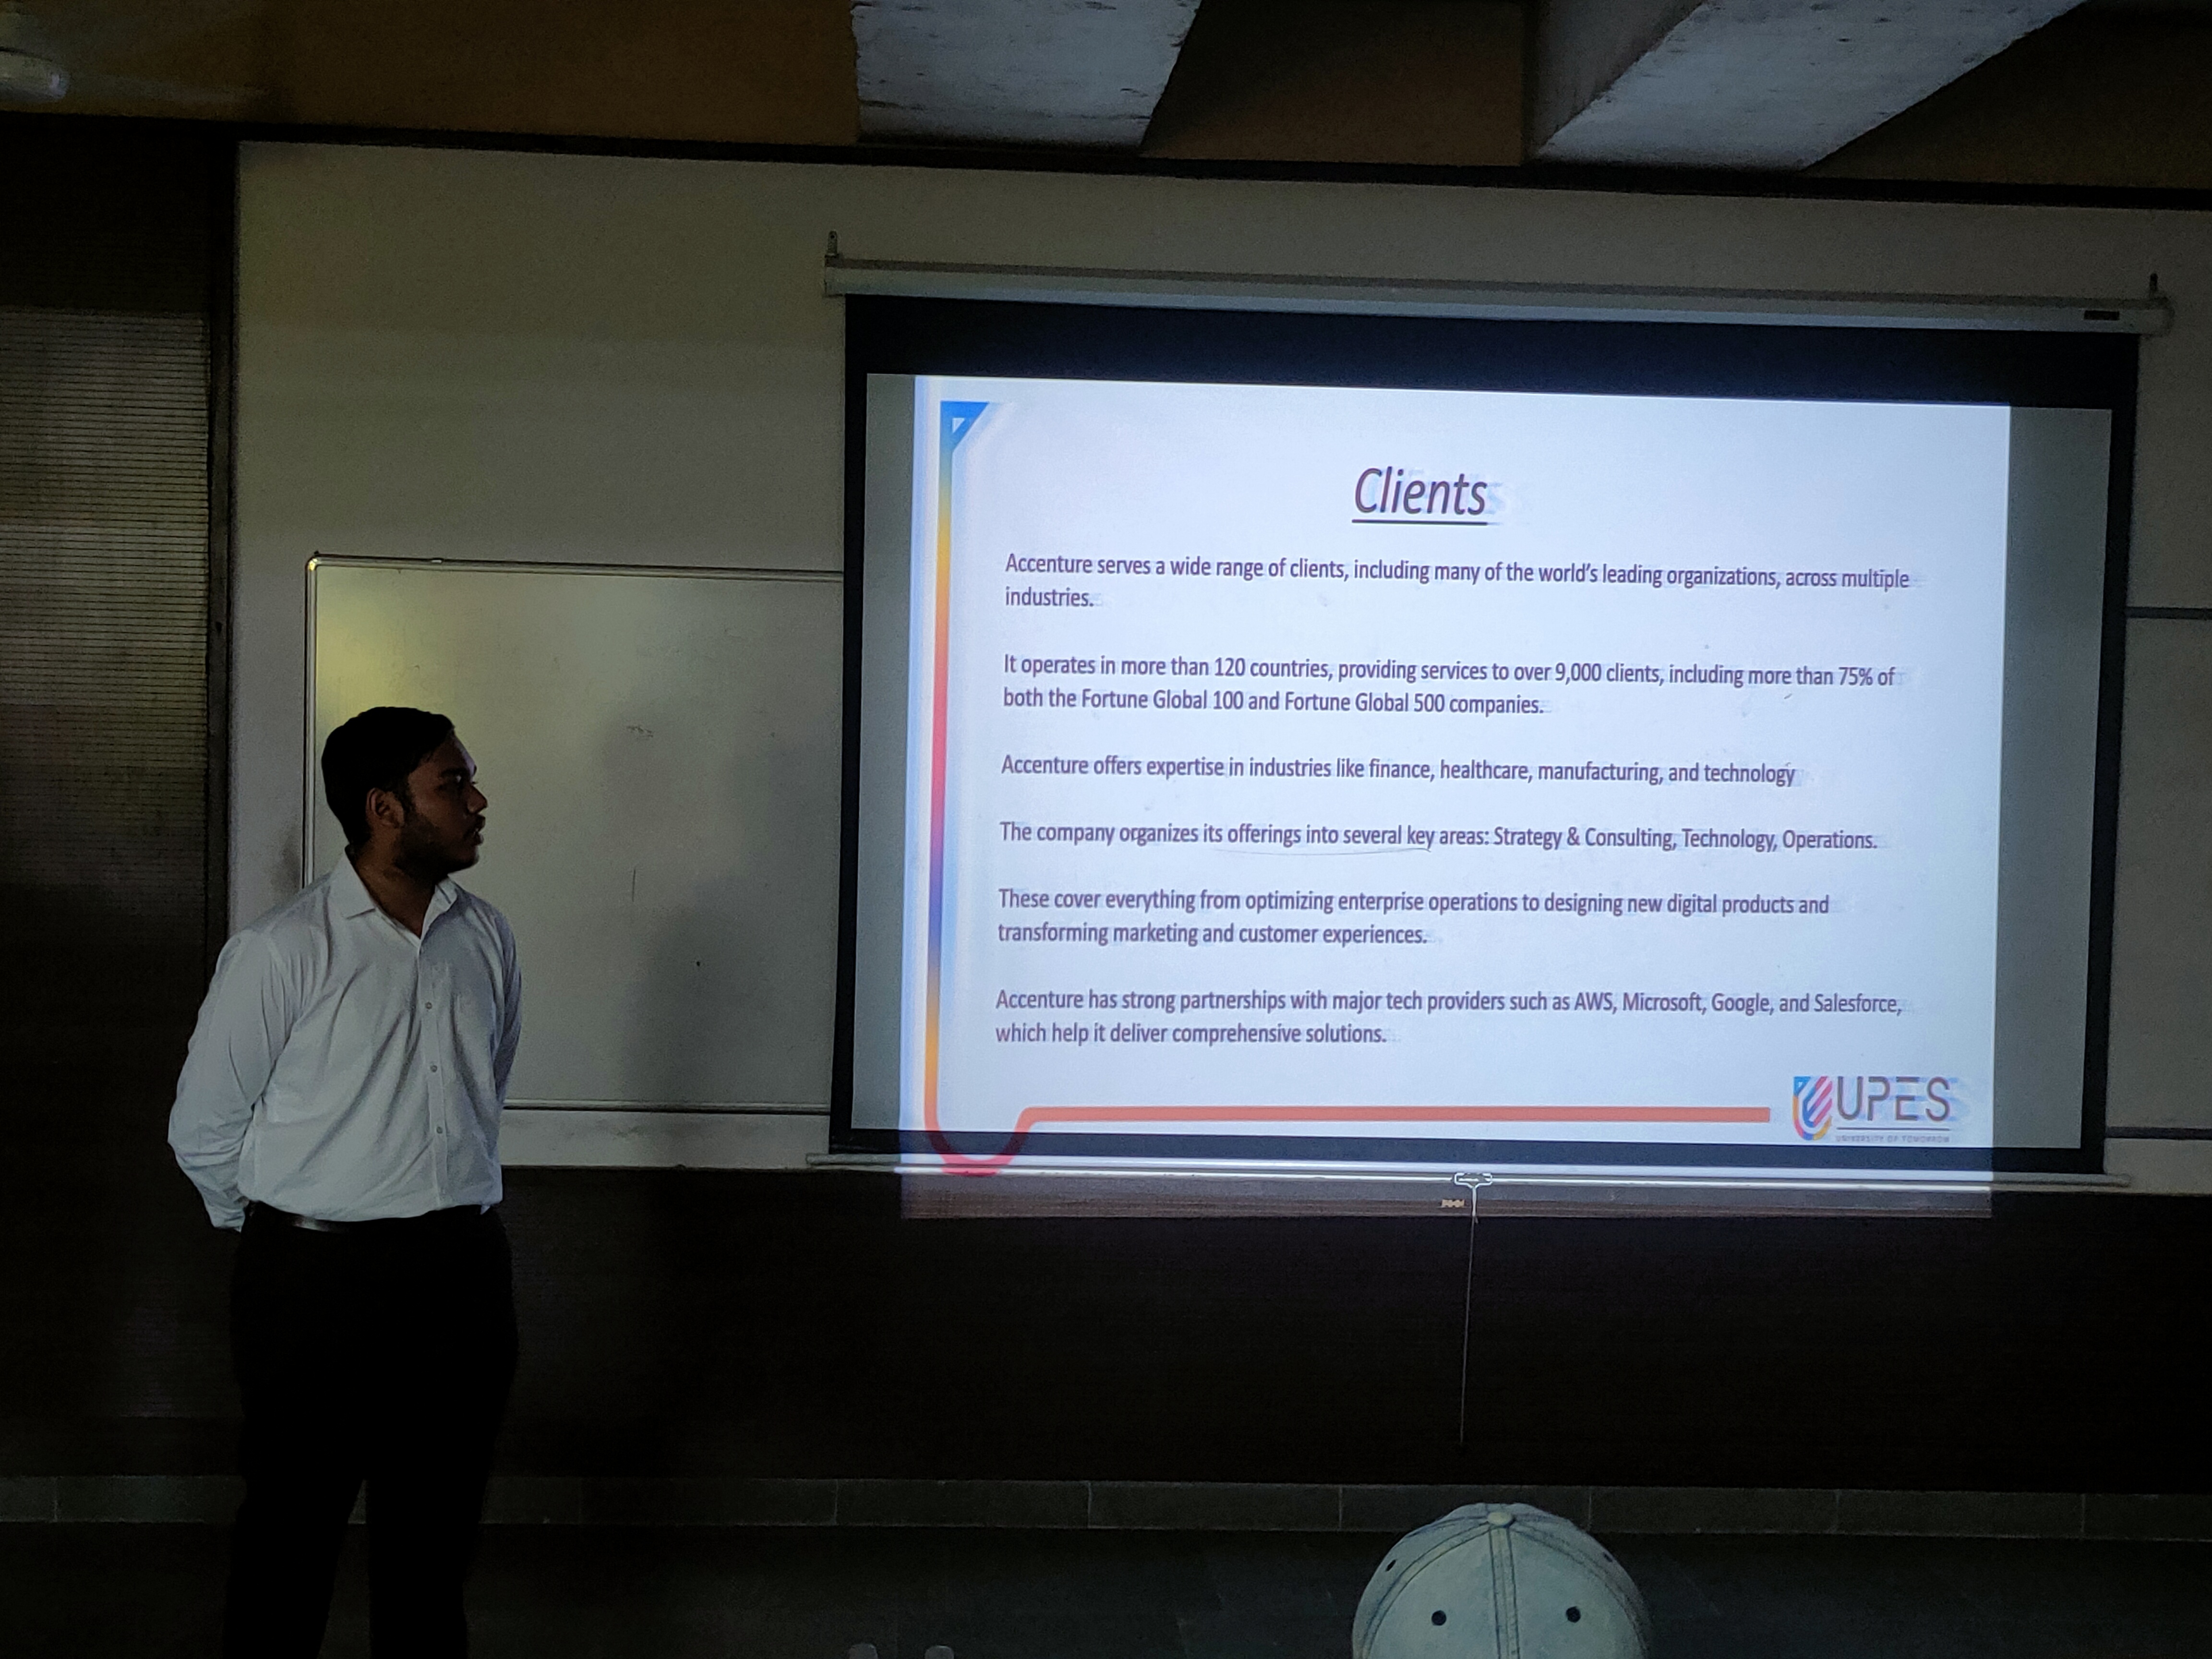 Clients
Accenture serves a wide range of clients, including many of the world's leading organizations, across multiple
industries.
It operates in more than 120 countries, providing services to over 9,000 clients, including more than 75% of
both the Fortune Global 100 and Fortune Global 500 companies.
Accenture offers expertise in industries like finance, healthcare, manufacturing, and technology
The company organizes its offerings into several key areas: Strategy & Consulting, Technology, Operations.
These cover everything from optimizing enterprise operations to designing new digital products and
transforming marketing and customer experiences.
Accenture has strong partnerships with major tech providers such as AWS, Microsoft, Google, and Salesforce,
which help it deliver comprehensive solutions.
UPES
UNIVERSITY OF TOMORROW